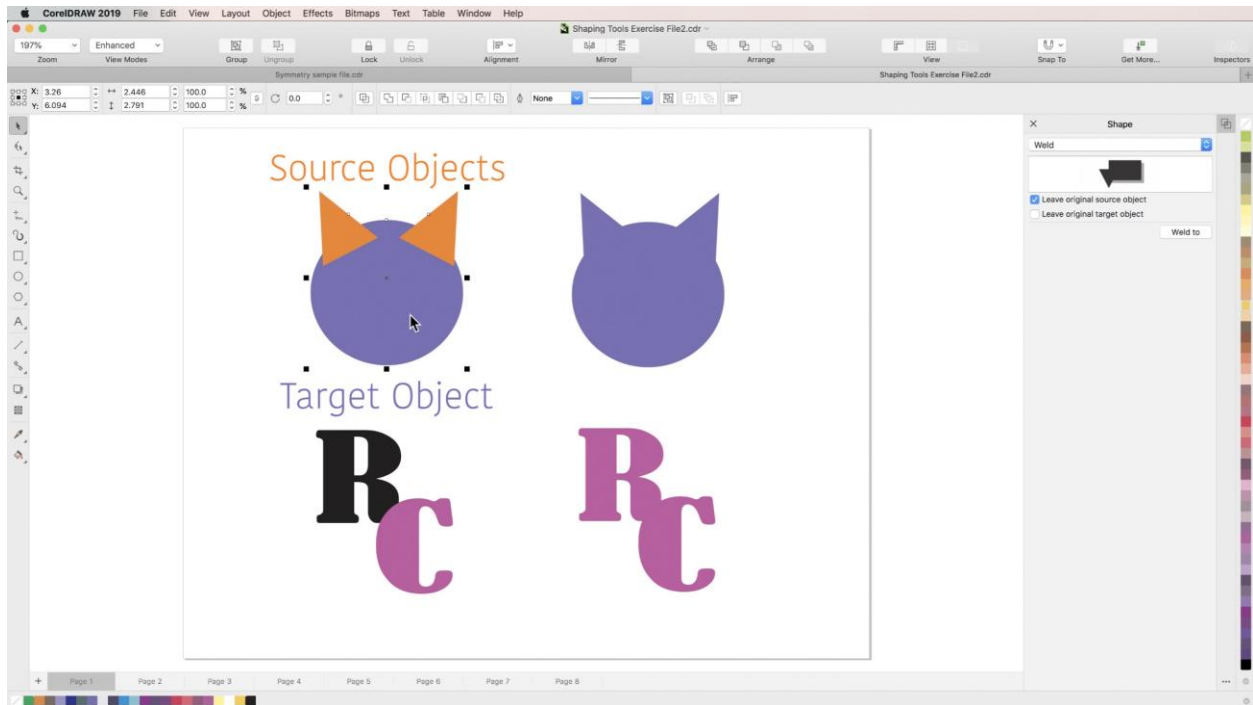 CorelDRAW 2019 File Edit View Layout Object Effects Bitmaps Text Table Window Help
Shaping Tools Exercise File2.cdr
197% Enhanced
Zoom View Modes Group Ungroup Lock Unlock Alignment Mirror Arrange View Snap To Get More... Inspectors
Symmetry sample file.cdr Shaping Tools Exercise File2.cdr
X: 3.26 2.446 100.0 % 0.0 ° None
Y: 6.094 2.791 100.0 %
Shape
Weld
Leave original source object
Leave original target object
Weld to
Source Objects
Target Object
R R
C C
Page 1 Page 2 Page 3 Page 4 Page 5 Page 6 Page 7 Page 8